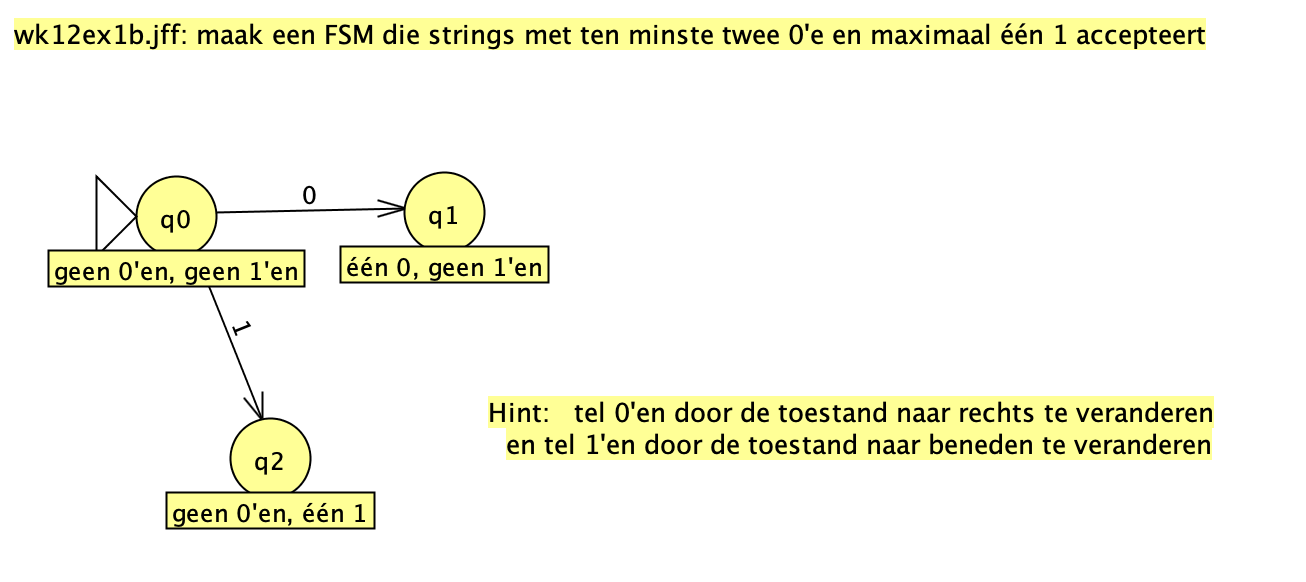 wk12ex1b.jff: maak een FSM die strings met ten minste twee 0'e en maximaal één 1 accepteert
0
q0
q1
geen 0'en, geen 1'en
één 0, geen 1'en
1
Hint: tel 0'en door de toestand naar rechts te veranderen
en tel 1'en door de toestand naar beneden te veranderen
q2
geen 0'en, één 1